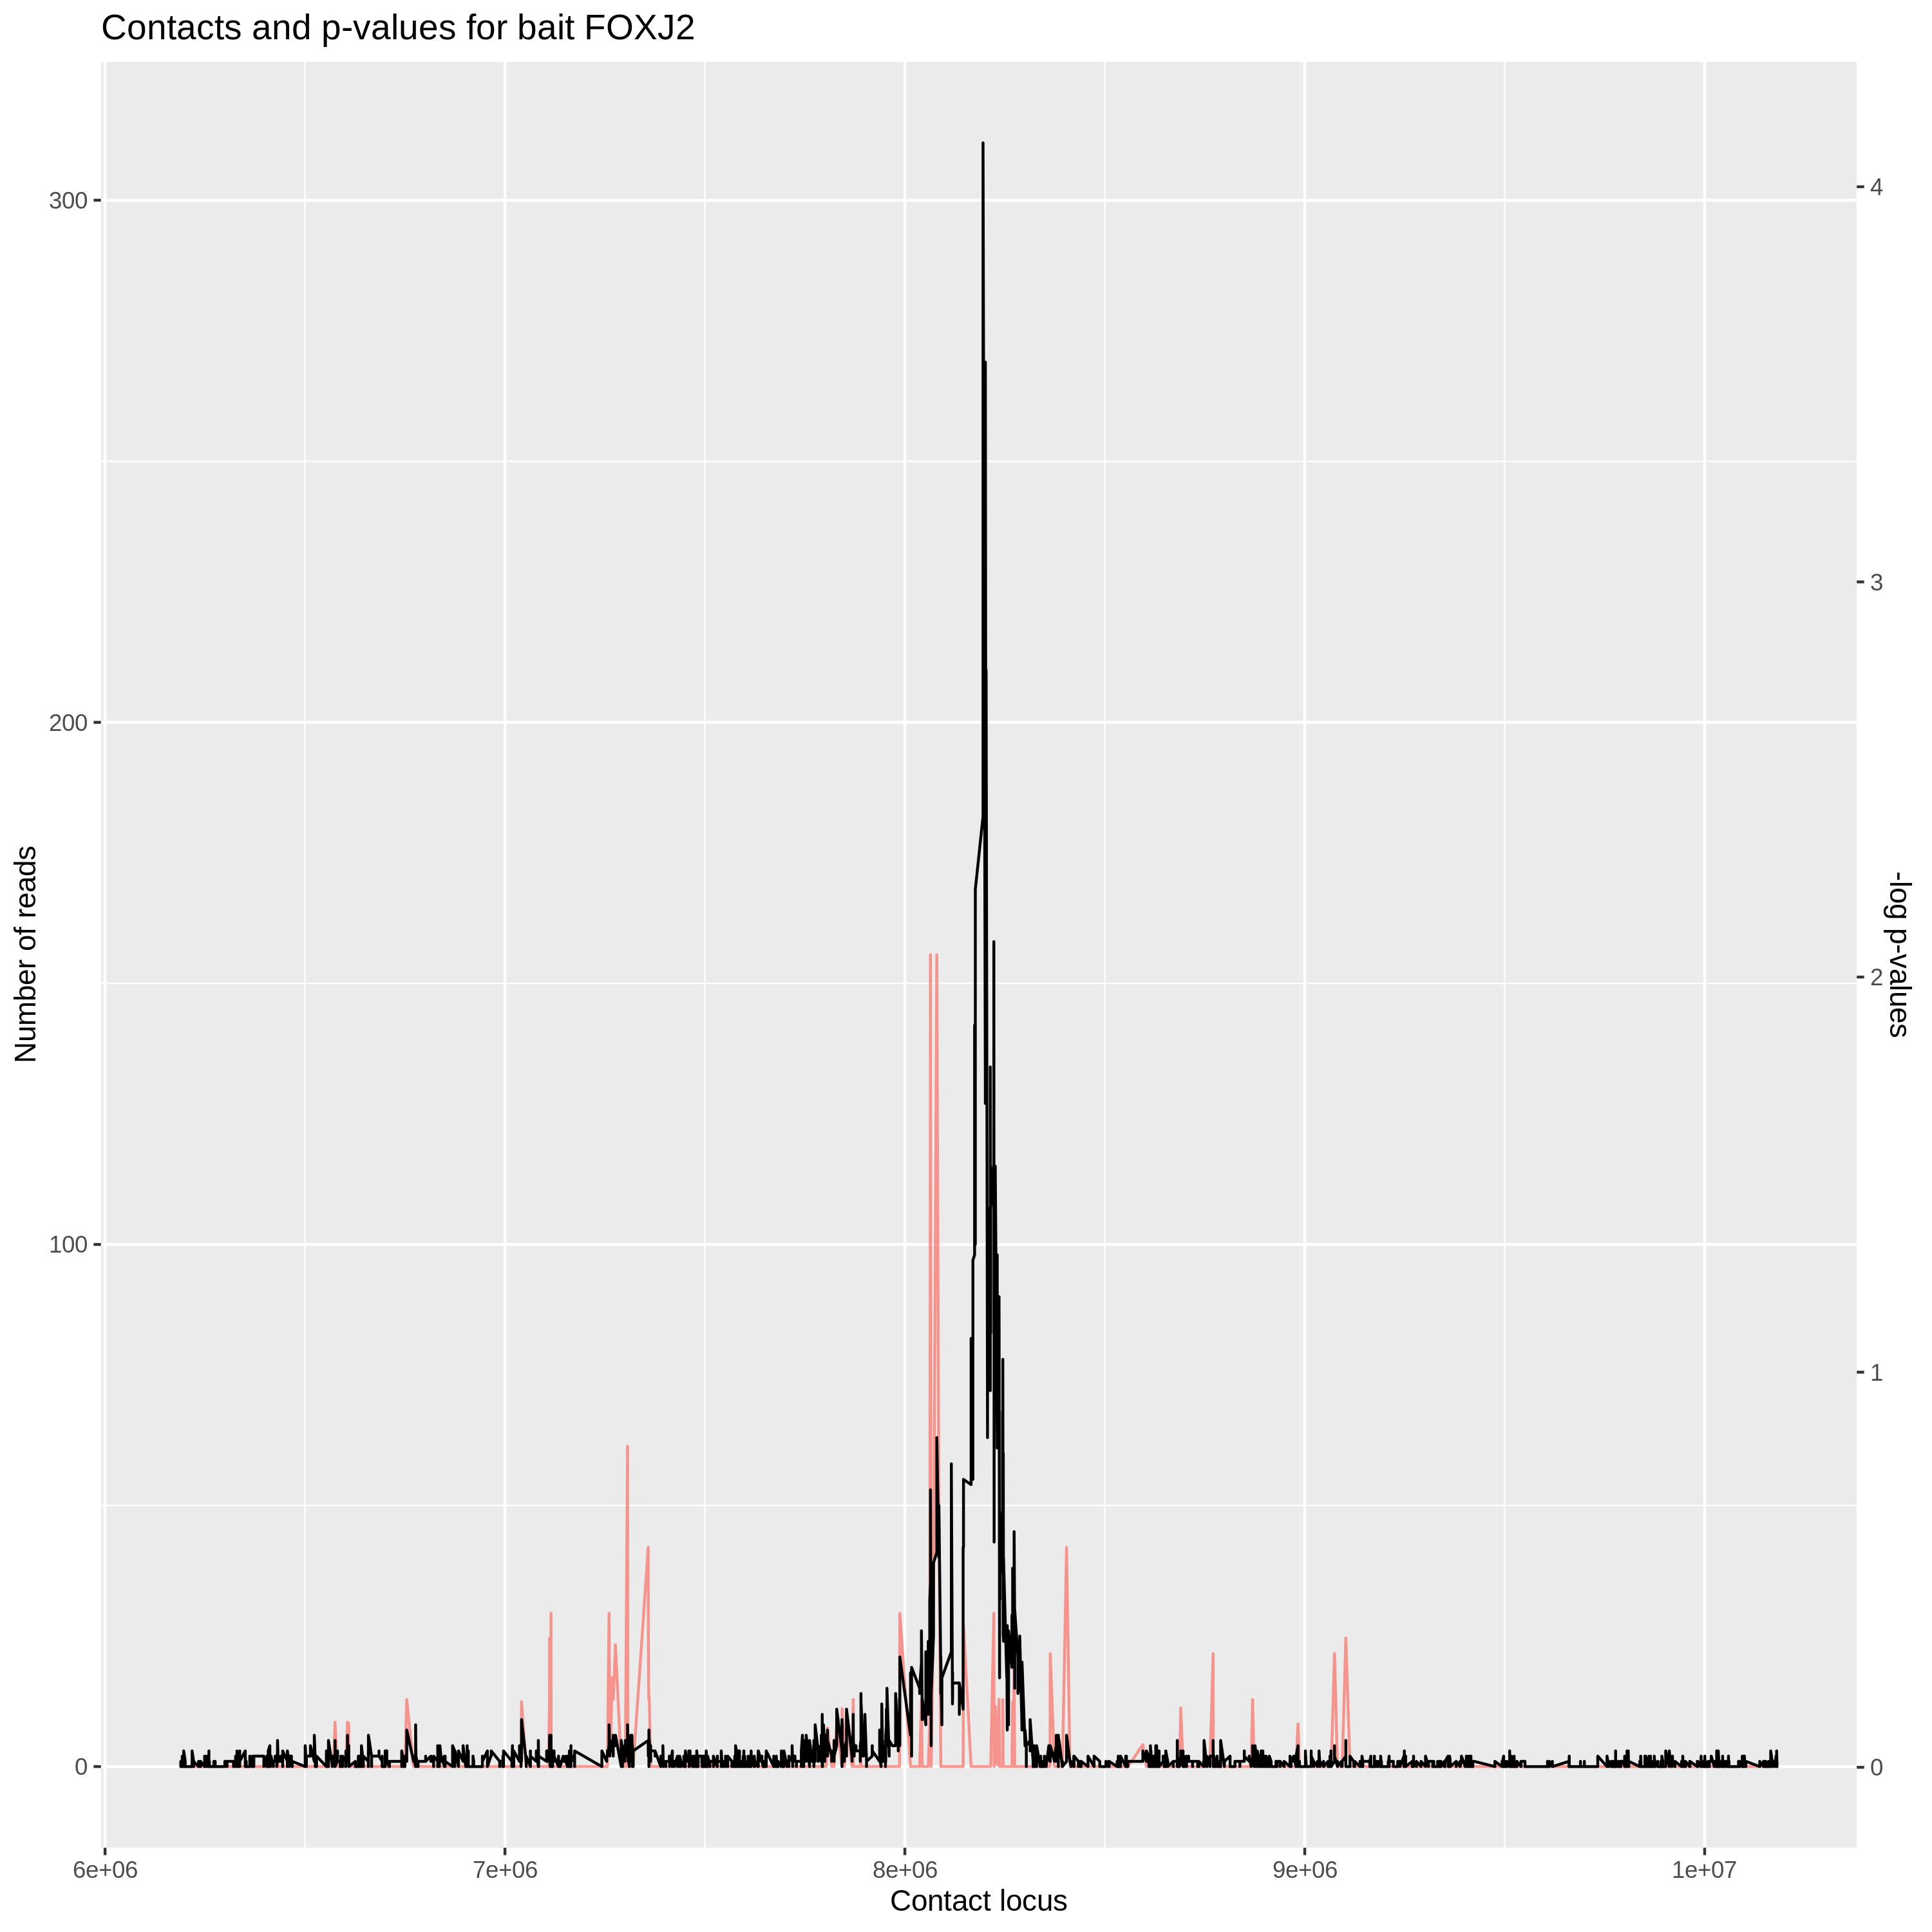 Contacts and p-values for bait FOXJ2
300
200
100
0
Number of reads
4
3
2
1
0
-log p-values
6e+06
7e+06
8e+06
9e+06
1e+07
Contact locus